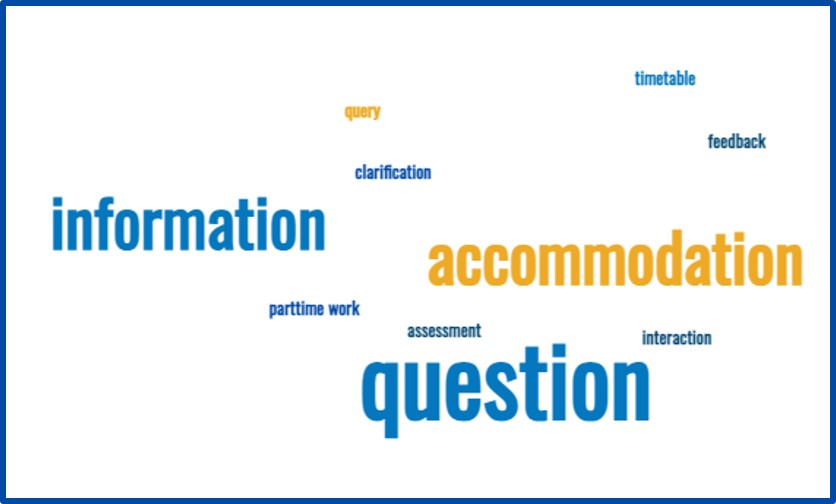 timetable
query
feedback
clarification
information
accommodation
parttime work
assessment
interaction
question